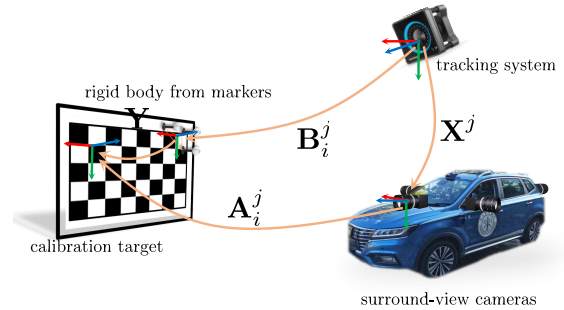 tracking system
rigid body from markers
Y
B_i^j
X^j
A_i^j
calibration target
surround-view cameras